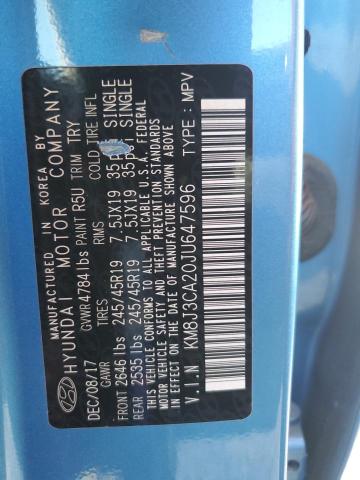 MANUFACTURED IN KOREA BY
HYUNDAI MOTOR COMPANY
DEC/08/17 GVWR 4784 lbs PAINT R5U TRIM TRY
GAWR TIRES RIMS COLD TIRE INFL
FRONT 2646 lbs 245/45R19 7.5JX19 35 SINGLE
REAR 2535 lbs 245/45R19 7.5JX19 35 SINGLE
THIS VEHICLE CONFORMS TO ALL APPLICABLE U.S.A. FEDERAL
MOTOR VEHICLE SAFETY AND THEFT PREVENTION STANDARDS
IN EFFECT ON THE DATE OF MANUFACTURE SHOWN ABOVE
V.I.N KM8J3CA20JU647596 TYPE: MPV